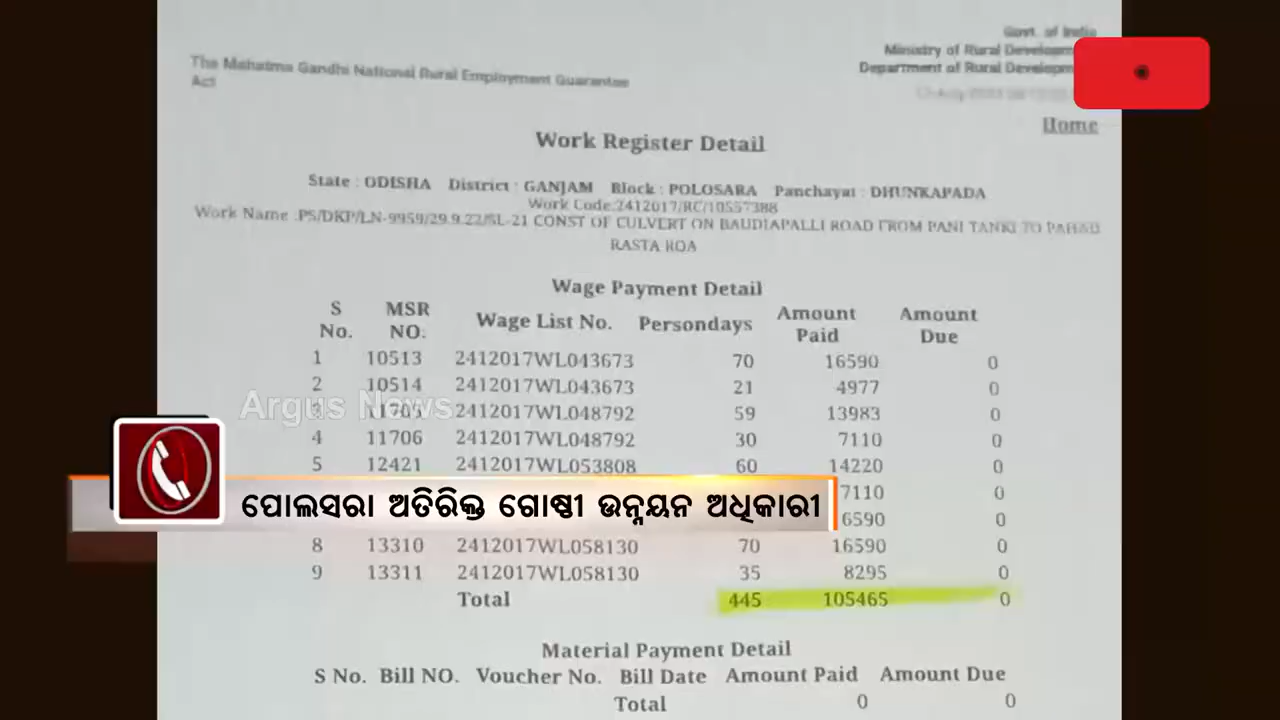 Govt. of India
The Mahatma Gandhi National Rural Employment Guarantee
Act
Ministry of Rural
Department of Rural
Home
Work Register Detail
State : ODISHA District : GANJAM Block : POLOSARA Panchayat : DHUNKAPADA
Work Code:2412017/RC/10557388
Work Name :PS/DKP/LN-9959/29.9.22/SL-21 CONST OF CULVERT ON BAUDIAPALLI ROAD FROM PANI TANKI TO PAHAD
RASTA ROA
Wage Payment Detail
S No. MSR NO. Wage List No. Persondays Amount Paid Amount Due
1 10513 2412017WL043673 70 16590 0
2 10514 2412017WL043673 21 4977 0
Argus News
3 11705 2412017WL048792 59 13983 0
4 11706 2412017WL048792 30 7110 0
5 12421 2412017WL053808 60 14220 0
7110 0
ପୋଲସରା ଅତିରିକ୍ତ ଗୋଷ୍ଠୀ ଉନ୍ନୟନ ଅଧିକାରୀ
6590 0
8 13310 2412017WL058130 70 16590 0
9 13311 2412017WL058130 35 8295 0
Total 445 105465 0
Material Payment Detail
S No. Bill NO. Voucher No. Bill Date Amount Paid Amount Due
Total 0 0